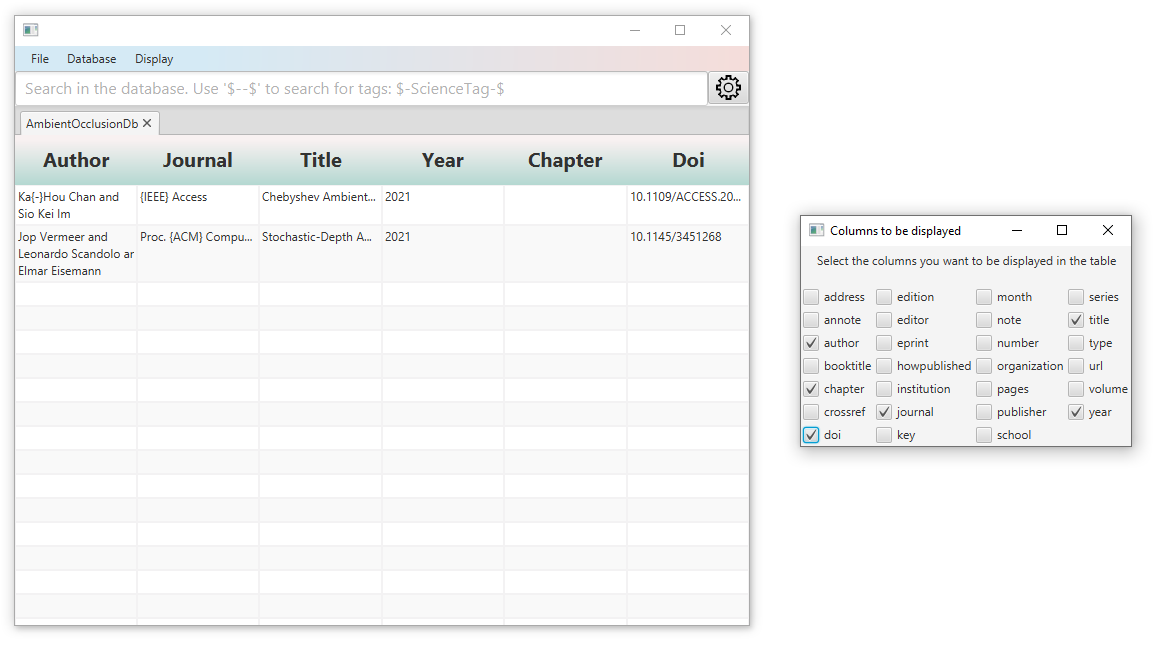 File Database Display
Search in the database. Use '$--$' to search for tags: $-ScienceTag-$
AmbientOcclusionDb
Author Journal Title Year Chapter Doi
Ka{-}Hou Chan and {IEEE} Access Chebyshev Ambient... 2021 10.1109/ACCESS.20...
Sio Kei Im
Jop Vermeer and Proc. {ACM} Compu... Stochastic-Depth A... 2021 10.1145/3451268
Leonardo Scandolo ar
Elmar Eisemann
Columns to be displayed
Select the columns you want to be displayed in the table
address edition month series
annote editor note title
author eprint number type
booktitle howpublished organization url
chapter institution pages volume
crossref journal publisher year
doi key school